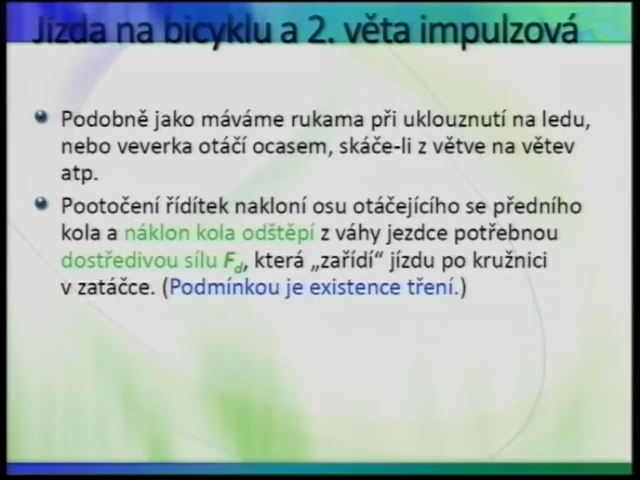 Jízda na bicyklu a 2. věta impulzová
Podobně jako máváme rukama při uklouznutí na ledu,
nebo veverka otáčí ocasem, skáče-li z větve na větev
atp.
Pootočení řídítek nakloní osu otáčejícího se předního
kola a náklon kola odštěpí z váhy jezdce potřebnou
dostředivou sílu Fd, která „zařídí“ jízdu po kružnici
v zatáčce. (Podmínkou je existence tření.)